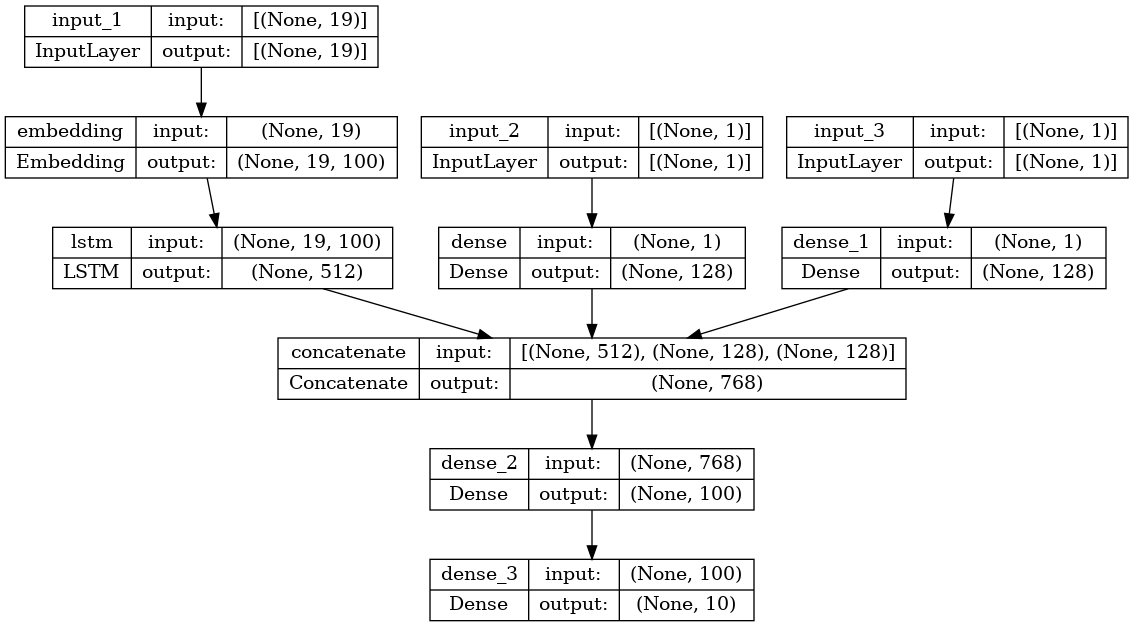 input_1 input: [(None, 19)]
InputLayer output: [(None, 19)]
embedding input: (None, 19)
Embedding output: (None, 19, 100)
input_2 input: [(None, 1)]
InputLayer output: [(None, 1)]
input_3 input: [(None, 1)]
InputLayer output: [(None, 1)]
lstm input: (None, 19, 100)
LSTM output: (None, 512)
dense input: (None, 1)
Dense output: (None, 128)
dense_1 input: (None, 1)
Dense output: (None, 128)
concatenate input: [(None, 512), (None, 128), (None, 128)]
Concatenate output: (None, 768)
dense_2 input: (None, 768)
Dense output: (None, 100)
dense_3 input: (None, 100)
Dense output: (None, 10)